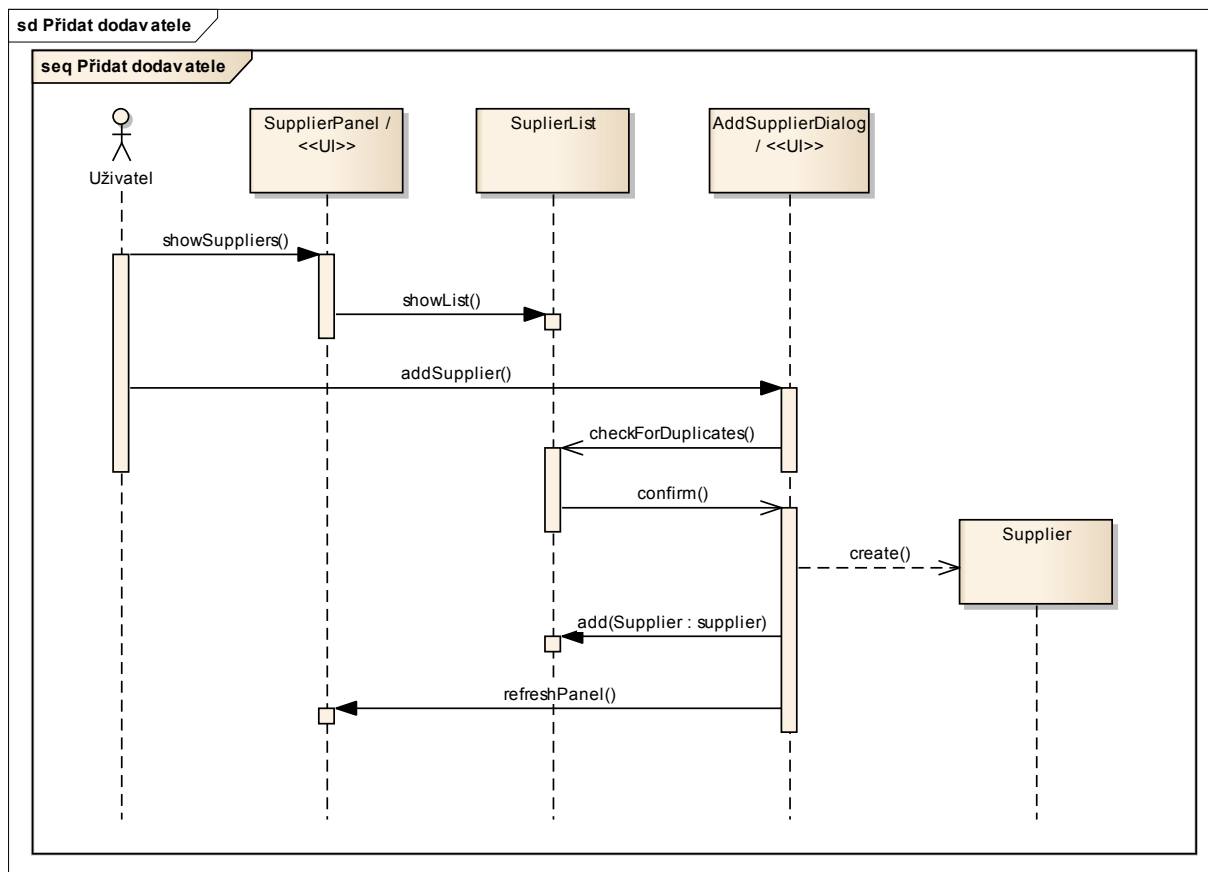 sd Přidat dodavatele
seq Přidat dodavatele
Uživatel
SupplierPanel /
<<UI>>
SuplierList
AddSupplierDialog
/ <<UI>>
showSuppliers()
showList()
addSupplier()
checkForDuplicates()
confirm()
Supplier
create()
add(Supplier : supplier)
refreshPanel()